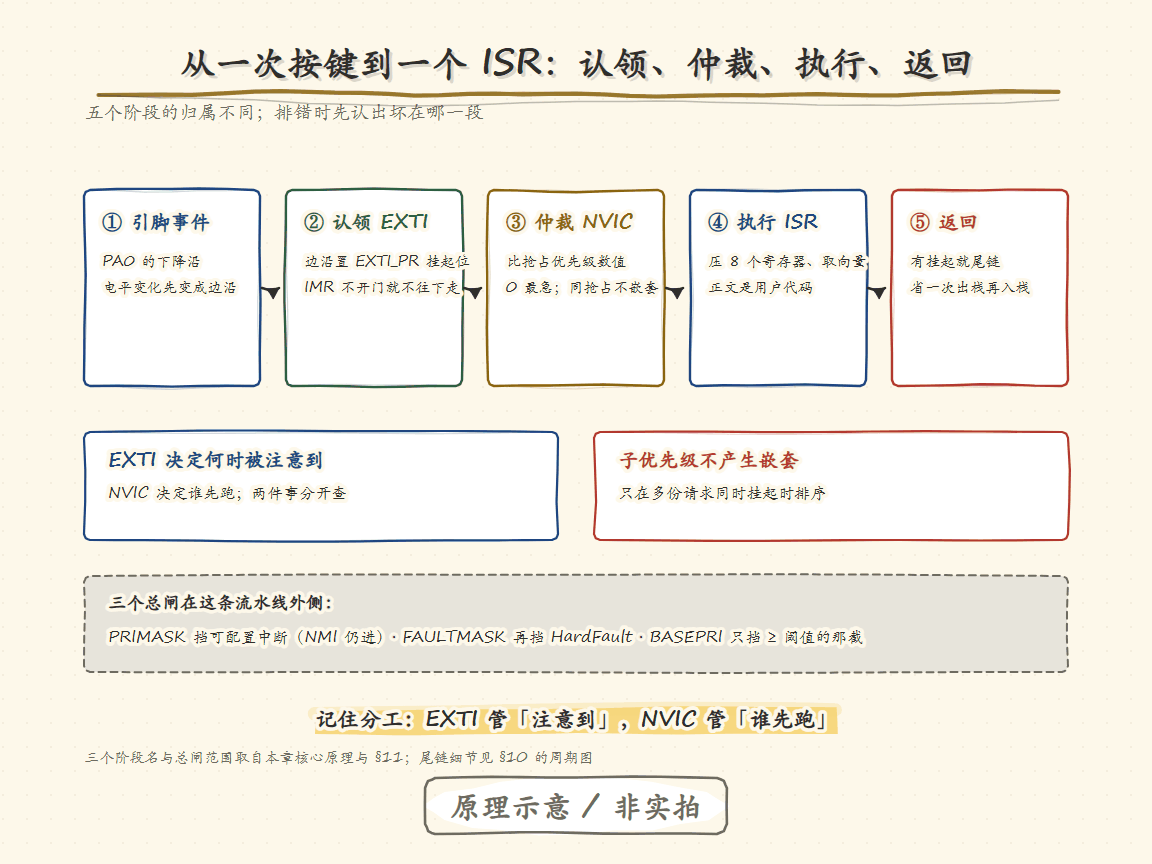 从一次按键到一个 ISR：认领、仲裁、执行、返回
五个阶段的归属不同；排错时先认出坏在哪一段
① 引脚事件
PA0 的下降沿
电平变化先变成边沿
② 认领 EXTI
边沿置 EXTI_PR 挂起位
IMR 不开门就不往下走
③ 仲裁 NVIC
比抢占优先级数值
0 最急；同抢占不嵌套
④ 执行 ISR
压 8 个寄存器、取向量
正文是用户代码
⑤ 返回
有挂起就尾链
省一次出栈再入栈
EXTI 决定何时被注意到
NVIC 决定谁先跑；两件事分开查
子优先级不产生嵌套
只在多份请求同时挂起时排序
三个总闸在这条流水线外侧：
PRIMASK 挡可配置中断（NMI 仍进）· FAULTMASK 再挡 HardFault · BASEPRI 只挡 ≥ 阈值的那截
记住分工：EXTI 管「注意到」，NVIC 管「谁先跑」
三个阶段名与总闸范围取自本章核心原理与 §11；尾链细节见 §10 的周期图
原理示意 / 非实拍